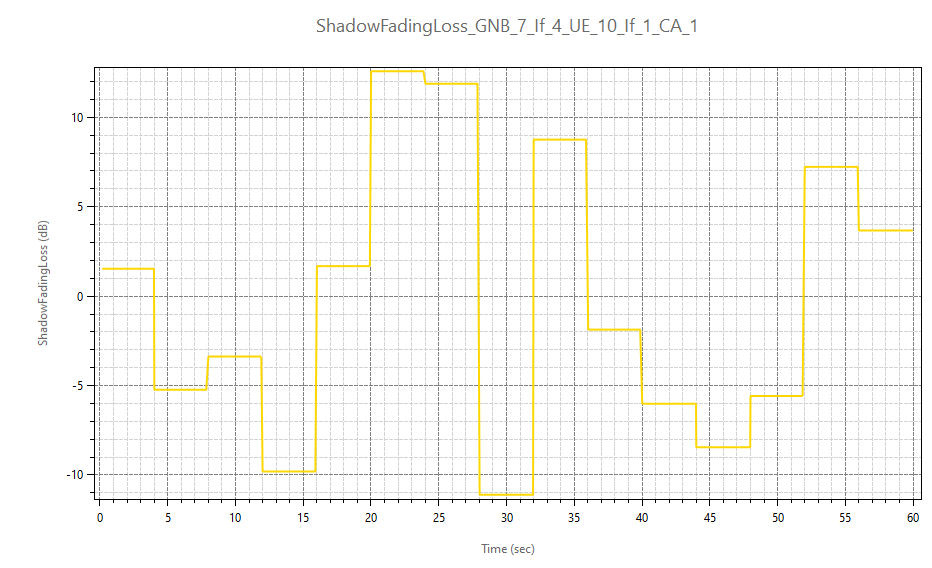 ShadowFadingLoss_GNB_7_If_4_UE_10_If_1_CA_1
10
5
0
-5
-10
ShadowFadingLoss (dB)
0 5 10 15 20 25 30 35 40 45 50 55 60
Time (sec)